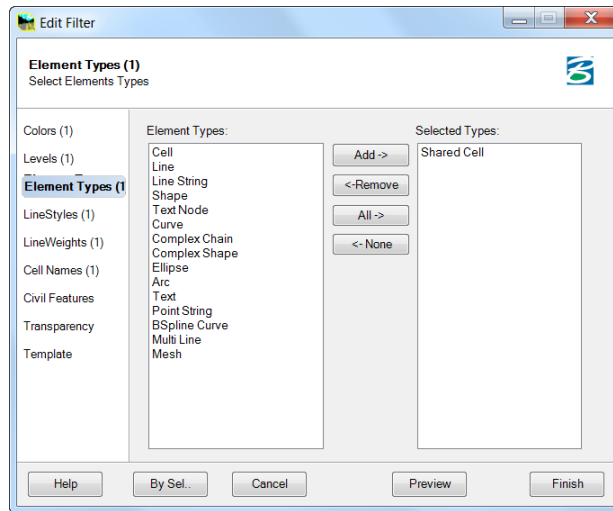 Edit Filter
Element Types (1)
Select Elements Types
Colors (1)
Levels (1)
Element Types (1
LineStyles (1)
LineWeights (1)
Cell Names (1)
Civil Features
Transparency
Template
Element Types:
Cell
Line
Line String
Shape
Text Node
Curve
Complex Chain
Complex Shape
Ellipse
Arc
Text
Point String
BSpline Curve
Multi Line
Mesh
Add ->
<-Remove
All ->
<- None
Selected Types:
Shared Cell
Help
By Sel..
Cancel
Preview
Finish